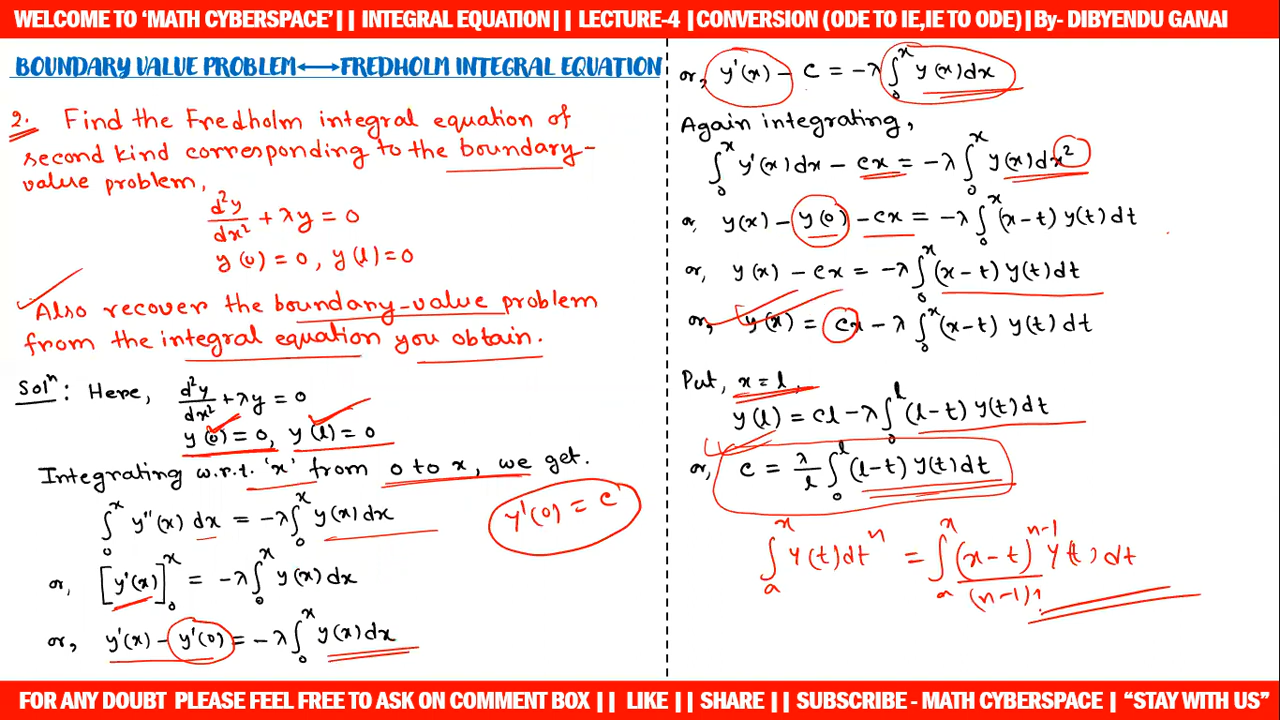 WELCOME TO 'MATH CYBERSPACE'|| INTEGRAL EQUATION|| LECTURE-4 |CONVERSION (ODE TO IE,IE TO ODE)|By- DIBYENDU GANAI
BOUNDARY VALUE PROBLEM⟷FREDHOLM INTEGRAL EQUATION
2. Find the Fredholm integral equation of
second kind corresponding to the boundary-
value problem,
d²y/dx² + λy = 0
y(0) = 0, y(l) = 0
Also recover the boundary-value problem
from the integral equation you obtain.
Solⁿ: Here, d²y/dx² + λy = 0
y(0) = 0, y(l) = 0
Integrating w.r.t. 'x' from 0 to x, we get.
∫₀ˣ y''(x) dx = -λ∫₀ˣ y(x)dx
y'(0) = c
or, [y'(x)]₀ˣ = -λ∫₀ˣ y(x)dx
or, y'(x) - y'(0) = -λ∫₀ˣ y(x)dx
or, y'(x) - c = -λ∫₀ˣ y(x)dx
Again integrating,
∫₀ˣ y'(x)dx - cx = -λ∫₀ˣ y(x)dx²
or, y(x) - y(0) - cx = -λ∫₀ˣ (x-t) y(t) dt
or, y(x) - cx = -λ∫₀ˣ (x-t) y(t)dt
or, y(x) = cx - λ∫₀ˣ (x-t) y(t) dt
Put, x = l,
y(l) = cl - λ∫₀ˡ (l-t) y(t)dt
or, c = λ/l ∫₀ˡ (l-t) y(t)dt
∫ₐˣ y(t)dtⁿ = ∫ₐˣ (x-t)ⁿ⁻¹/(n-1)! y(t) dt
FOR ANY DOUBT PLEASE FEEL FREE TO ASK ON COMMENT BOX || LIKE || SHARE || SUBSCRIBE - MATH CYBERSPACE | "STAY WITH US"